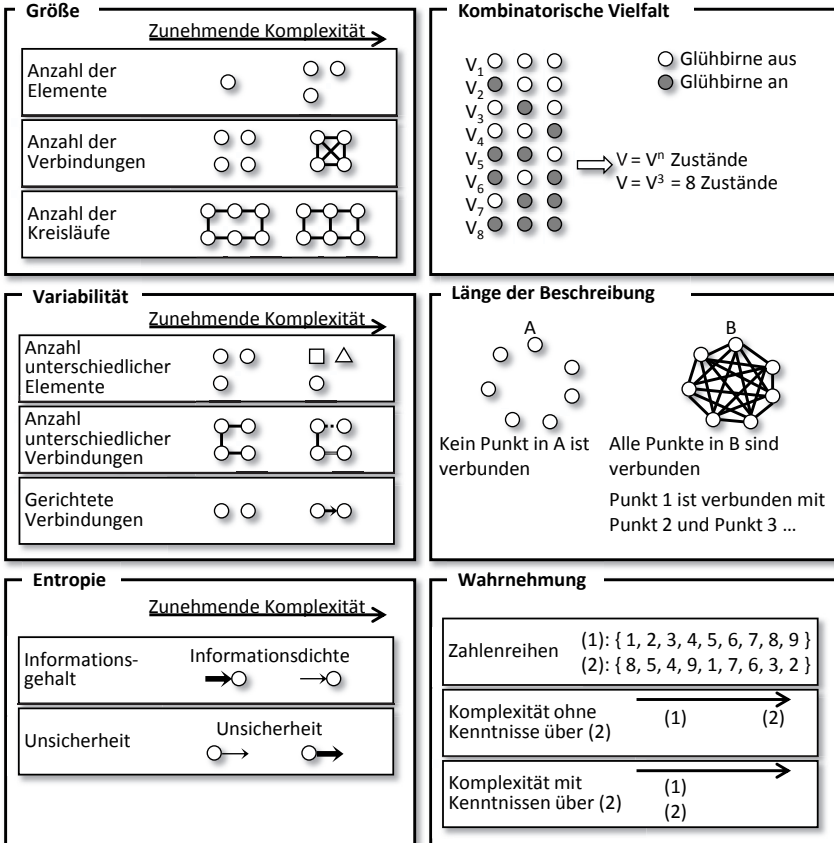 Größe
Zunehmende Komplexität
Anzahl der
Elemente
Anzahl der
Verbindungen
Anzahl der
Kreisläufe
Kombinatorische Vielfalt
V1
V2
V3
V4
V5
V6
V7
V8
Glühbirne aus
Glühbirne an
V = Vⁿ Zustände
V = V³ = 8 Zustände
Variabilität
Zunehmende Komplexität
Anzahl
unterschiedlicher
Elemente
Anzahl
unterschiedlicher
Verbindungen
Gerichtete
Verbindungen
Länge der Beschreibung
A
B
Kein Punkt in A ist
verbunden
Alle Punkte in B sind
verbunden
Punkt 1 ist verbunden mit
Punkt 2 und Punkt 3 ...
Entropie
Zunehmende Komplexität
Informations-
gehalt
Informationsdichte
Unsicherheit
Unsicherheit
Wahrnehmung
Zahlenreihen
(1): { 1, 2, 3, 4, 5, 6, 7, 8, 9 }
(2): { 8, 5, 4, 9, 1, 7, 6, 3, 2 }
Komplexität ohne
Kenntnisse über (2)
(1) (2)
Komplexität mit
Kenntnissen über (2)
(1)
(2)